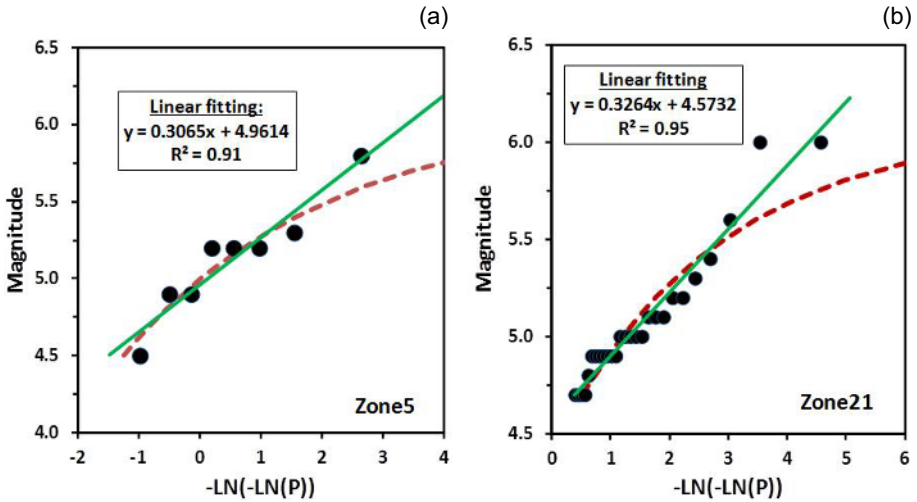 (a)
6.5
6.0
5.5
5.0
4.5
4.0
Magnitude
Linear fitting:
y = 0.3065x + 4.9614
R² = 0.91
Zone5
-2 -1 0 1 2 3 4
-LN(-LN(P))
(b)
6.5
6.0
5.5
5.0
4.5
Magnitude
Linear fitting
y = 0.3264x + 4.5732
R² = 0.95
Zone21
0 1 2 3 4 5 6
-LN(-LN(P))